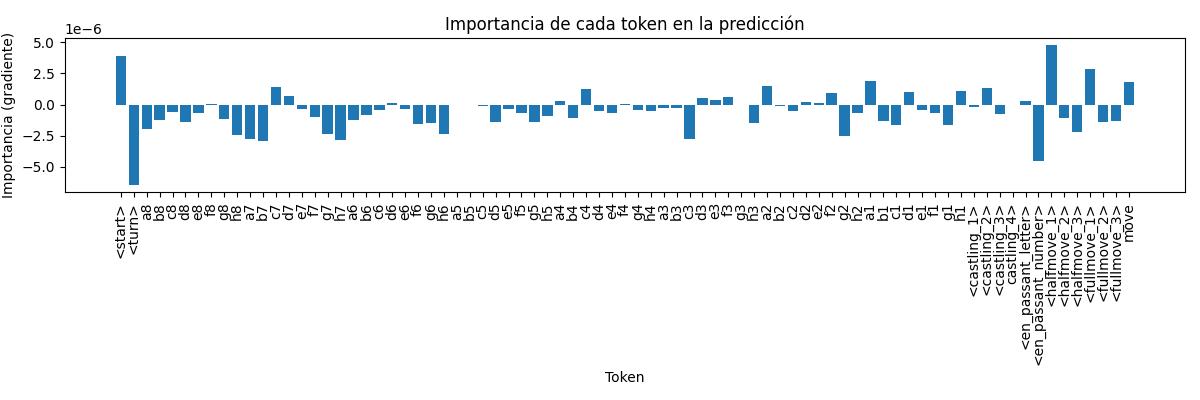 Importancia de cada token en la predicción
1e−6
Importancia (gradiente)
5.0
2.5
0.0
−2.5
−5.0
<start>
<turn>
a8
b8
c8
d8
e8
f8
g8
h8
a7
b7
c7
d7
e7
f7
g7
h7
a6
b6
c6
d6
e6
f6
g6
h6
a5
b5
c5
d5
e5
f5
g5
h5
a4
b4
c4
d4
e4
f4
g4
h4
a3
b3
c3
d3
e3
f3
g3
h3
a2
b2
c2
d2
e2
f2
g2
h2
a1
b1
c1
d1
e1
f1
g1
h1
<castling_1>
<castling_2>
<castling_3>
castling_4>
<en_passant_letter>
<en_passant_number>
<halfmove_1>
<halfmove_2>
<halfmove_3>
<fullmove_1>
<fullmove_2>
<fullmove_3>
move
Token